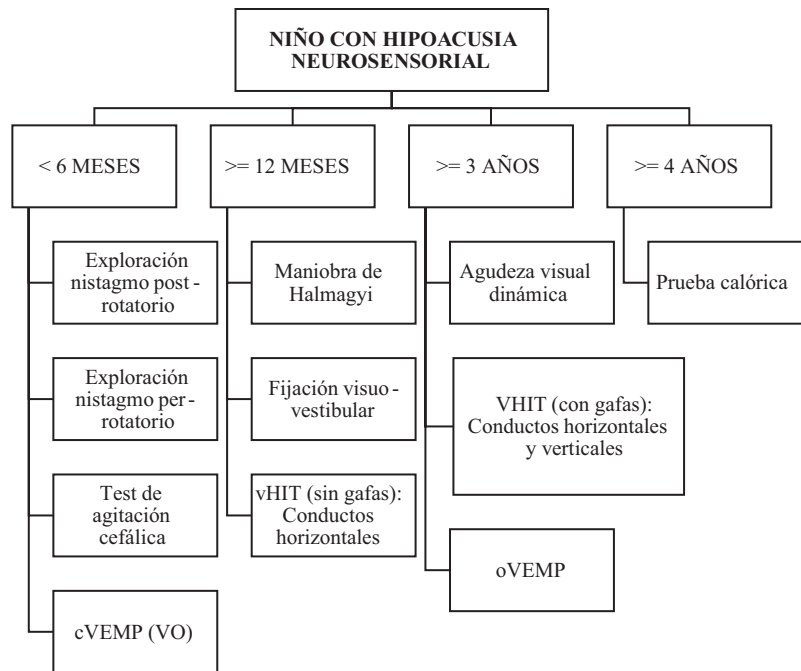 NIÑO CON HIPOACUSIA
NEUROSENSORIAL
< 6 MESES
>= 12 MESES
>= 3 AÑOS
>= 4 AÑOS
Exploración
nistagmo post-
rotatorio
Exploración
nistagmo per-
rotatorio
Test de
agitación
cefálica
cVEMP (VO)
Maniobra de
Halmagyi
Fijación visuo-
vestibular
vHIT (sin gafas):
Conductos
horizontales
Agudeza visual
dinámica
VHIT (con gafas):
Conductos horizontales
y verticales
oVEMP
Prueba calórica